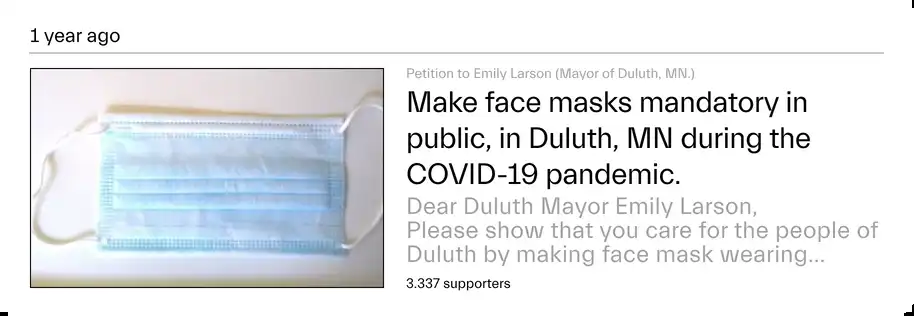 1 year ago
Petition to Emily Larson (Mayor of Duluth, MN.)
Make face masks mandatory in
public, in Duluth, MN during the
COVID-19 pandemic.
Dear Duluth Mayor Emily Larson,
Please show that you care for the people of
Duluth by making face mask wearing...
3.337 supporters